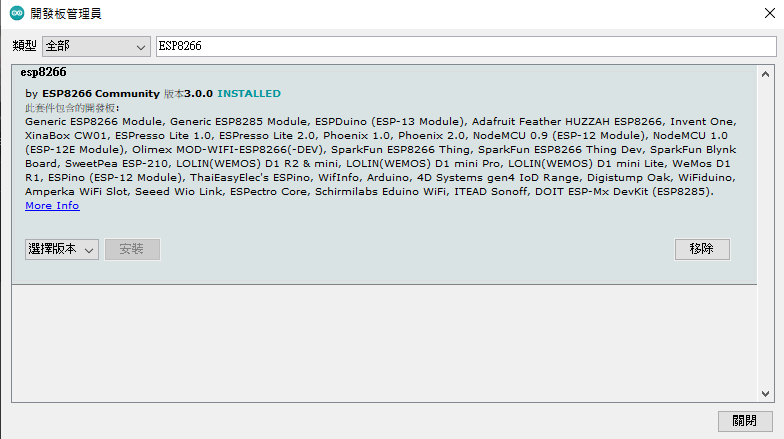 開發板管理員
類型 全部 ESP8266
esp8266
by ESP8266 Community 版本3.0.0 INSTALLED
此套件包含的開發板:
Generic ESP8266 Module, Generic ESP8285 Module, ESPDuino (ESP-13 Module), Adafruit Feather HUZZAH ESP8266, Invent One,
XinaBox CW01, ESPresso Lite 1.0, ESPresso Lite 2.0, Phoenix 1.0, Phoenix 2.0, NodeMCU 0.9 (ESP-12 Module), NodeMCU 1.0
(ESP-12E Module), Olimex MOD-WIFI-ESP8266(-DEV), SparkFun ESP8266 Thing, SparkFun ESP8266 Thing Dev, SparkFun Blynk
Board, SweetPea ESP-210, LOLIN(WEMOS) D1 R2 & mini, LOLIN(WEMOS) D1 mini Pro, LOLIN(WEMOS) D1 mini Lite, WeMos D1
R1, ESPino (ESP-12 Module), ThaiEasyElec's ESPino, WifInfo, Arduino, 4D Systems gen4 IoD Range, Digistump Oak, WiFiduino,
Amperka WiFi Slot, Seeed Wio Link, ESPectro Core, Schirmilabs Eduino WiFi, ITEAD Sonoff, DOIT ESP-Mx DevKit (ESP8285).
More Info
選擇版本 安裝 移除
關閉